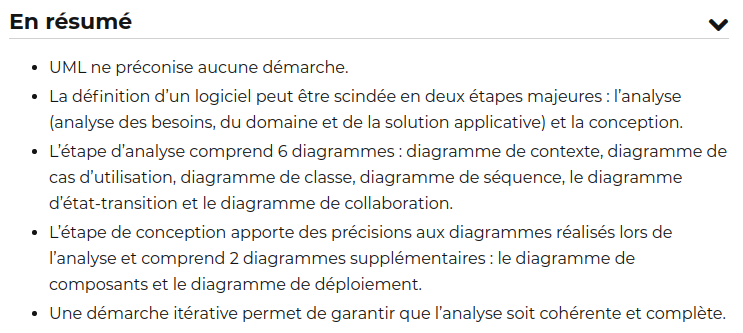 En résumé
UML ne préconise aucune démarche.
La définition d’un logiciel peut être scindée en deux étapes majeures : l’analyse
(analyse des besoins, du domaine et de la solution applicative) et la conception.
L’étape d’analyse comprend 6 diagrammes : diagramme de contexte, diagramme de
cas d’utilisation, diagramme de classe, diagramme de séquence, le diagramme
d’état-transition et le diagramme de collaboration.
L’étape de conception apporte des précisions aux diagrammes réalisés lors de
l’analyse et comprend 2 diagrammes supplémentaires : le diagramme de
composants et le diagramme de déploiement.
Une démarche itérative permet de garantir que l’analyse soit cohérente et complète.